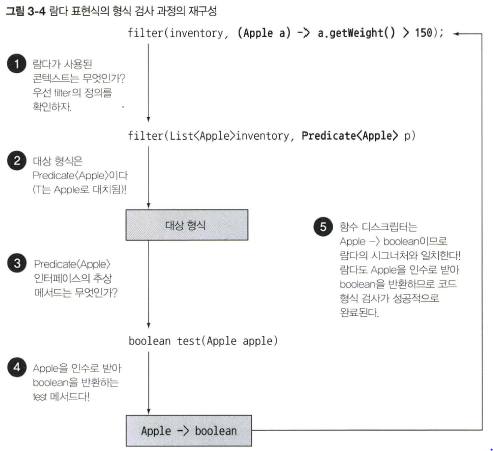 그림 3-4 람다 표현식의 형식 검사 과정의 재구성
filter(inventory, (Apple a) -> a.getWeight() > 150);
1 람다가 사용된
콘텍스트는 무엇인가?
우선 filter의 정의를
확인하자.
filter(List<Apple>inventory, Predicate<Apple> p)
2 대상 형식은
Predicate<Apple>이다
(T는 Apple로 대치됨)!
대상 형식
3 Predicate<Apple>
인터페이스의 추상
메서드는 무엇인가?
boolean test(Apple apple)
4 Apple을 인수로 받아
boolean을 반환하는
test 메서드다!
Apple -> boolean
5 함수 디스크립터는
Apple -> boolean이므로
람다의 시그너처와 일치한다!
람다도 Apple을 인수로 받아
boolean을 반환하므로 코드
형식 검사가 성공적으로
완료된다.